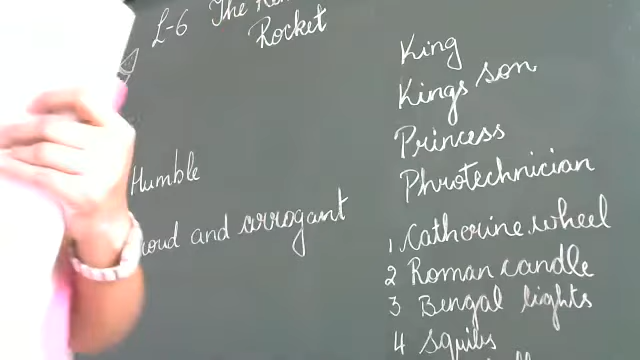 L-6 The
Rocket
King
Kings son
Princess
Phrotechnician
Humble
and arrogant
1. Catherine wheel
2 Roman candle
3 Bengal lights
4 Squibs